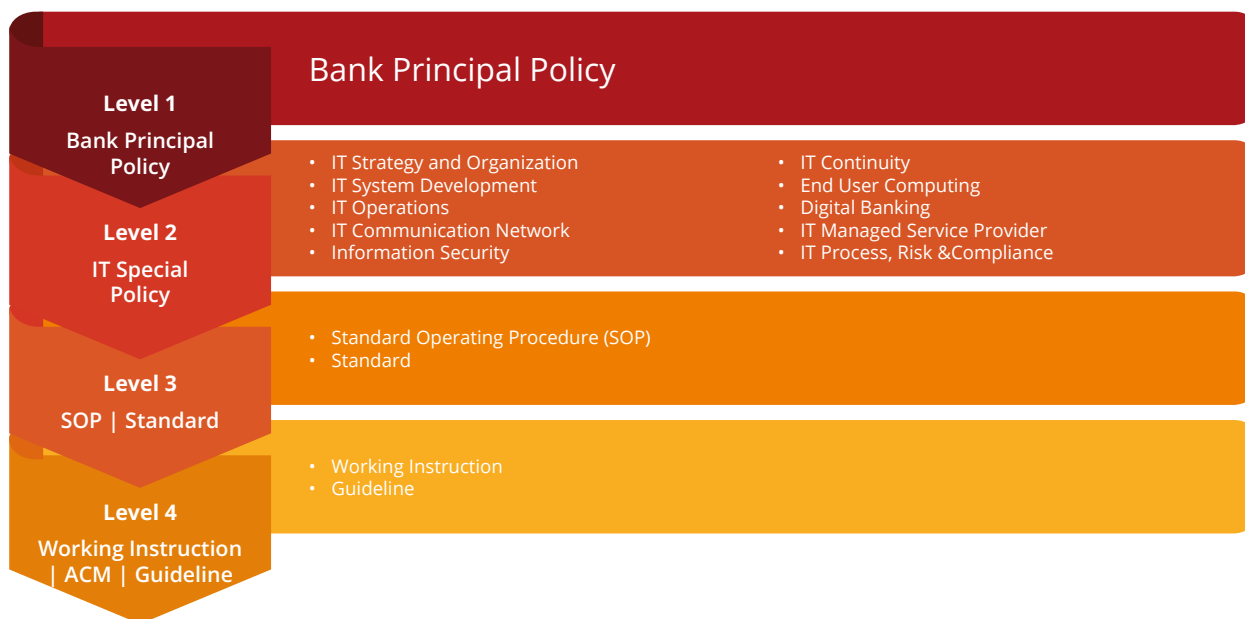 Level 1
Bank Principal
Policy
Bank Principal Policy
Level 2
IT Special
Policy
• IT Strategy and Organization
• IT System Development
• IT Operations
• IT Communication Network
• Information Security
• IT Continuity
• End User Computing
• Digital Banking
• IT Managed Service Provider
• IT Process, Risk &Compliance
Level 3
SOP | Standard
• Standard Operating Procedure (SOP)
• Standard
Level 4
Working Instruction
| ACM | Guideline
• Working Instruction
• Guideline